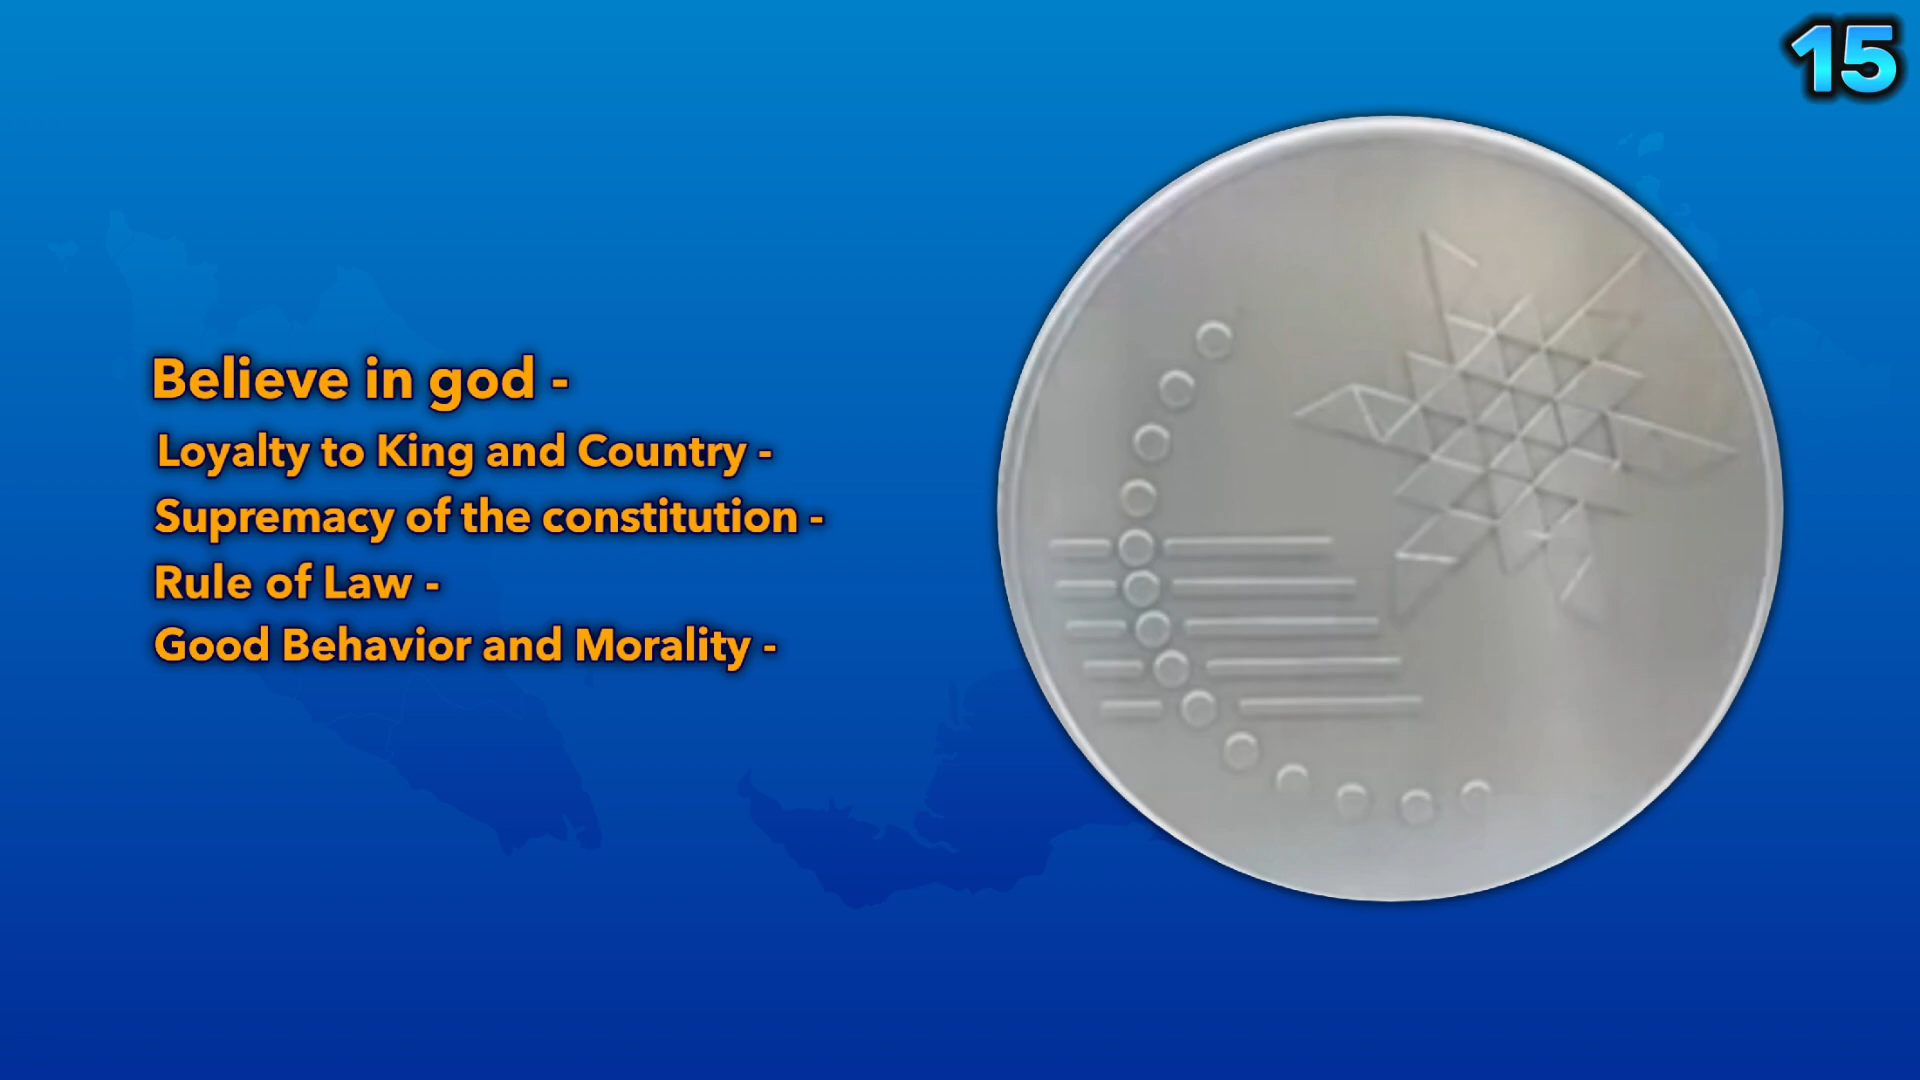 15
Believe in god -
Loyalty to King and Country -
Supremacy of the constitution -
Rule of Law -
Good Behavior and Morality -